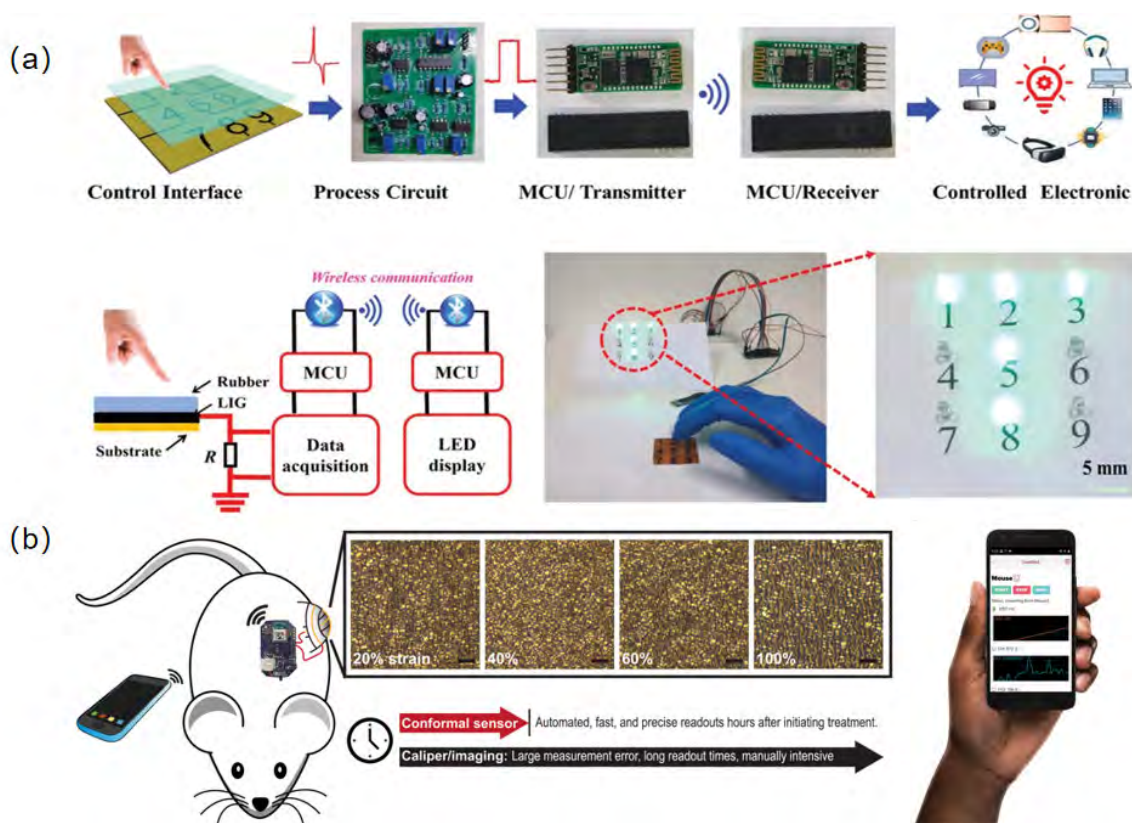 (a)
4 5 6
Control Interface
Process Circuit
MCU/ Transmitter
MCU/Receiver
Controlled Electronic
Wireless communication
Rubber
LIG
Substrate
R
MCU
MCU
Data
acquisition
LED
display
1 2 3
4 5 6
7 8 9
5 mm
(b)
20% strain
40%
60%
100%
Mouse
Conformal sensor
Automated, fast, and precise readouts hours after initiating treatment.
Caliper/imaging: Large measurement error, long readout times, manually intensive